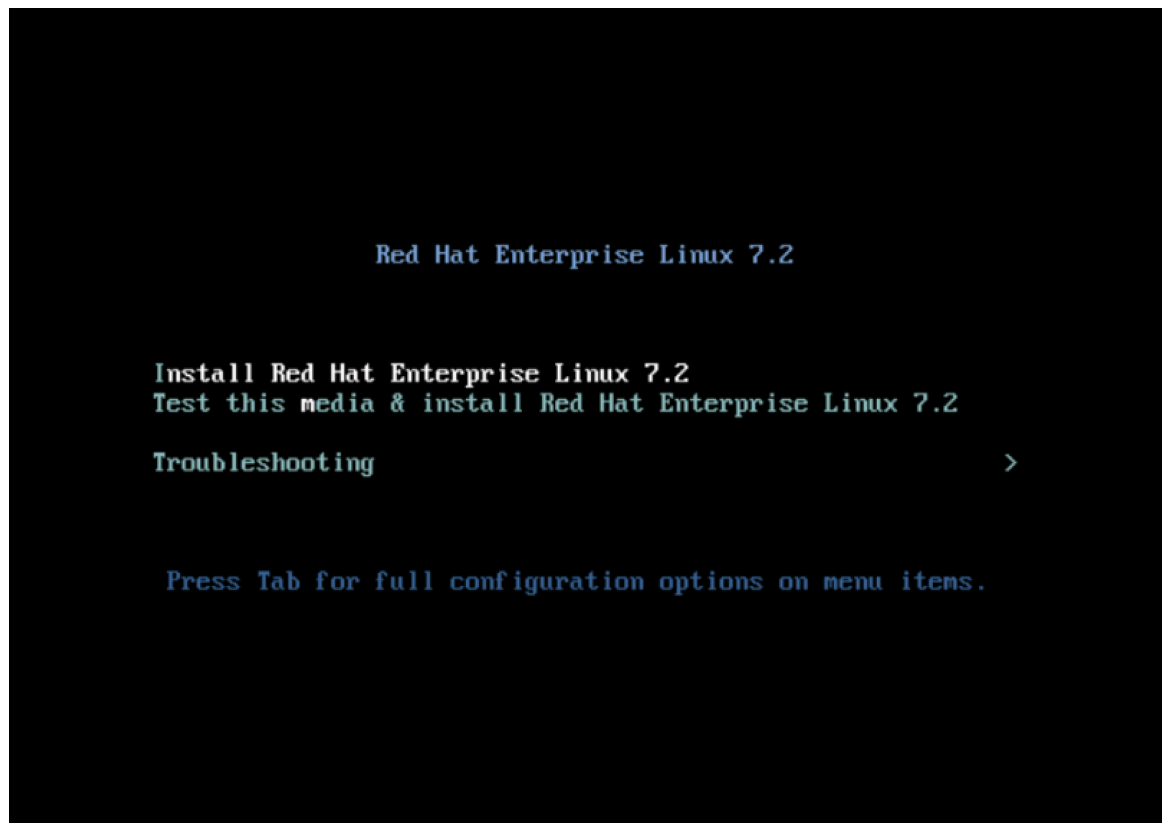 Red Hat Enterprise Linux 7.2
Install Red Hat Enterprise Linux 7.2
Test this media & install Red Hat Enterprise Linux 7.2
Troubleshooting >
Press Tab for full configuration options on menu items.